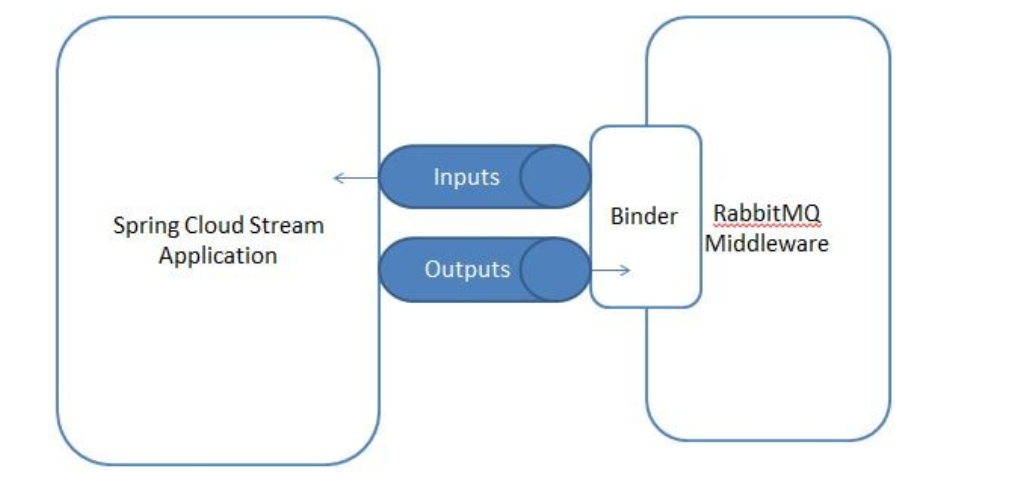 Spring Cloud Stream
Application
Inputs
Outputs
Binder
RabbitMQ
Middleware